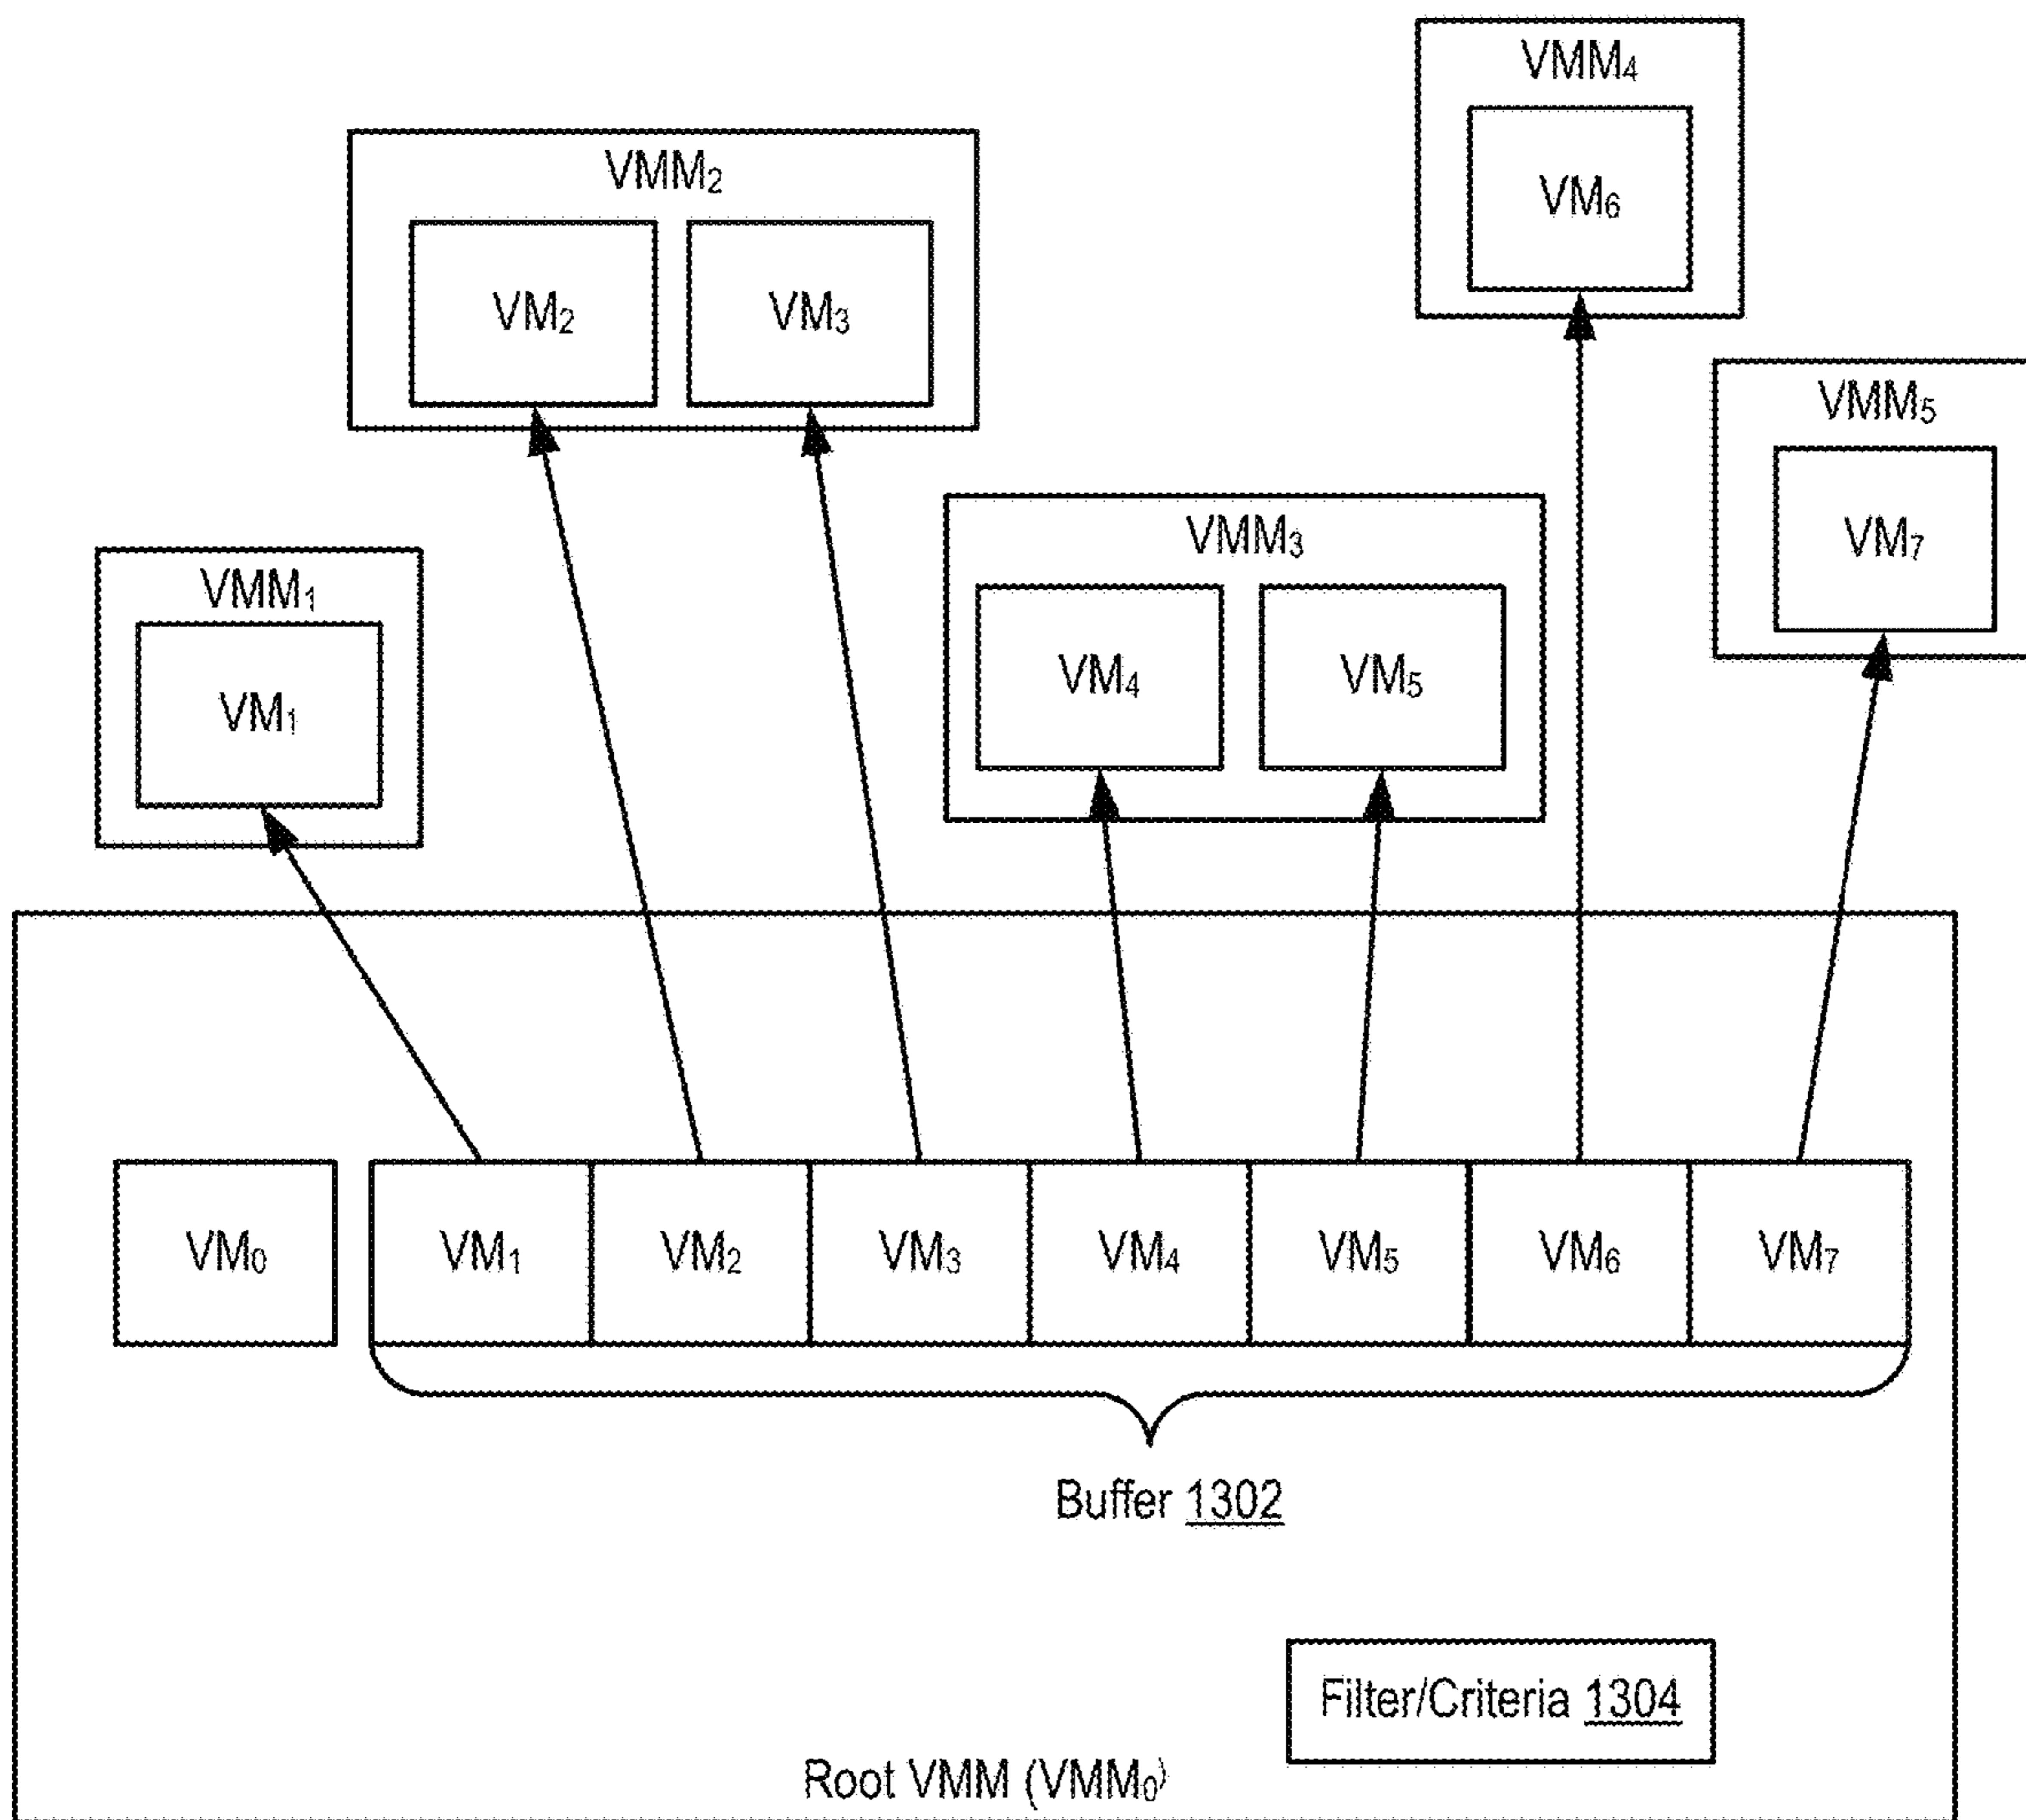 VMM₄
VM₆
VMM₂
VM₂ VM₃
VMM₅
VM₇
VMM₃
VM₄ VM₅
VMM₁
VM₁
VM₀ VM₁ VM₂ VM₃ VM₄ VM₅ VM₆ VM₇
Buffer 1302
Filter/Criteria 1304
Root VMM (VMM₀)